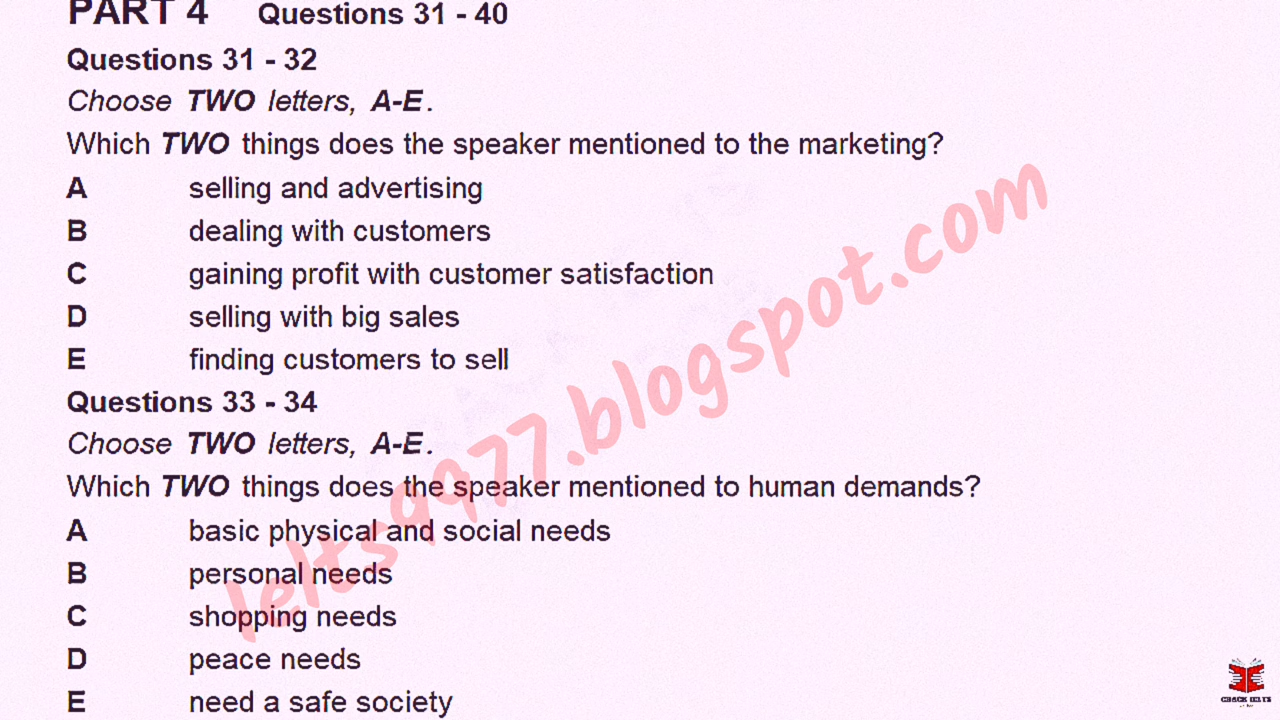 PART 4 Questions 31 - 40
Questions 31 - 32
Choose TWO letters, A-E.
Which TWO things does the speaker mentioned to the marketing?
A selling and advertising
B dealing with customers
C gaining profit with customer satisfaction
D selling with big sales
E finding customers to sell
Questions 33 - 34
Choose TWO letters, A-E.
Which TWO things does the speaker mentioned to human demands?
A basic physical and social needs
B personal needs
C shopping needs
D peace needs
E need a safe society
Ielts9977.blogspot.com
CRACK IELTS